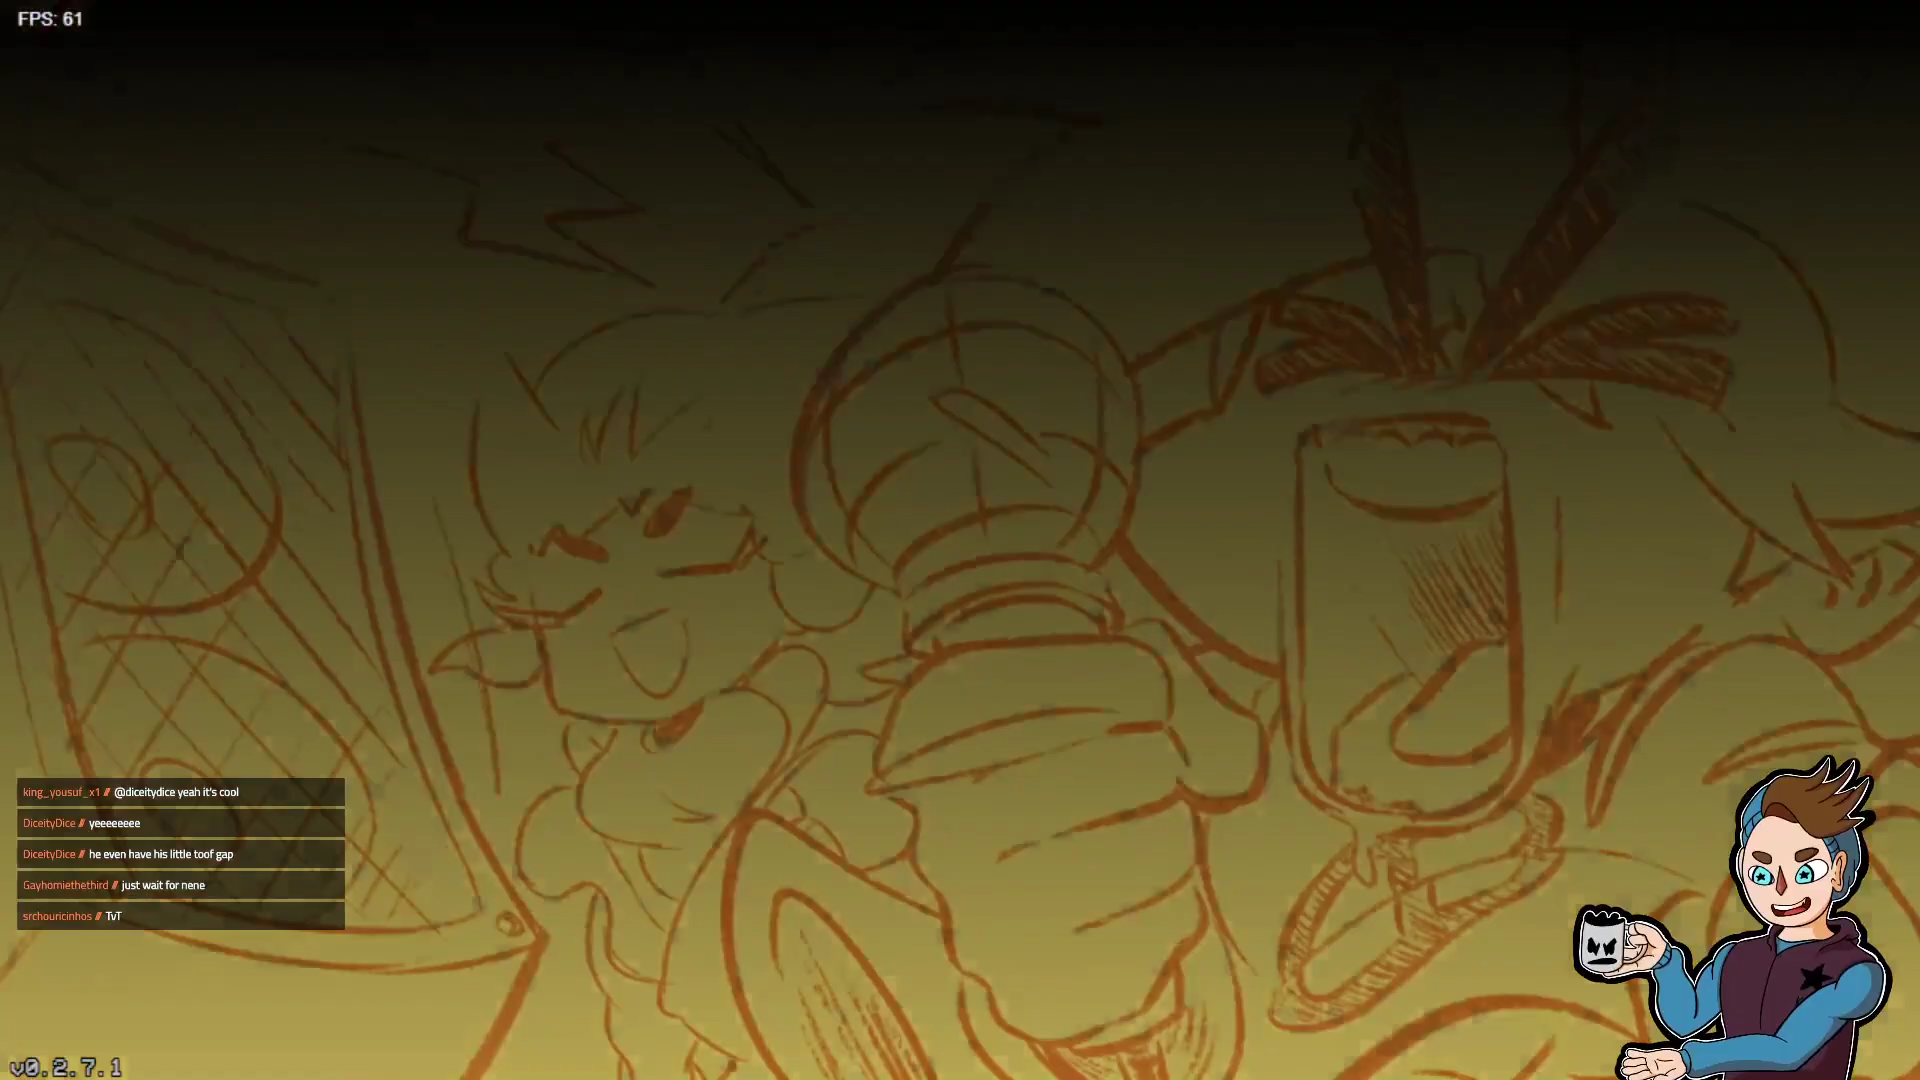 FPS: 61
king_yousuf_x1 // @diceitydice yeah it's cool
DiceityDice // yeeeeeeee
DiceityDice // he even have his little toof gap
Gayhomiethethird // just wait for nene
srchouricinhos // TvT
v0.2.7.1